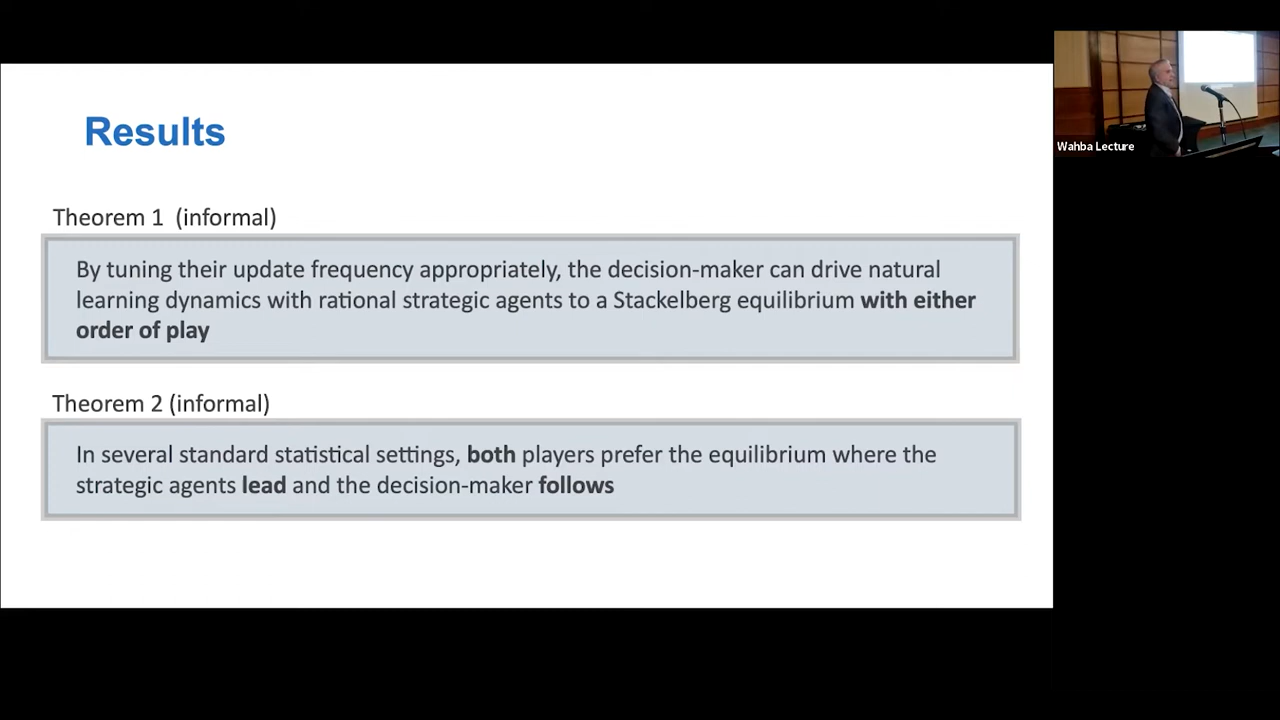 Results
Theorem 1 (informal)
By tuning their update frequency appropriately, the decision-maker can drive natural
learning dynamics with rational strategic agents to a Stackelberg equilibrium with either
order of play
Theorem 2 (informal)
In several standard statistical settings, both players prefer the equilibrium where the
strategic agents lead and the decision-maker follows
Wahba Lecture